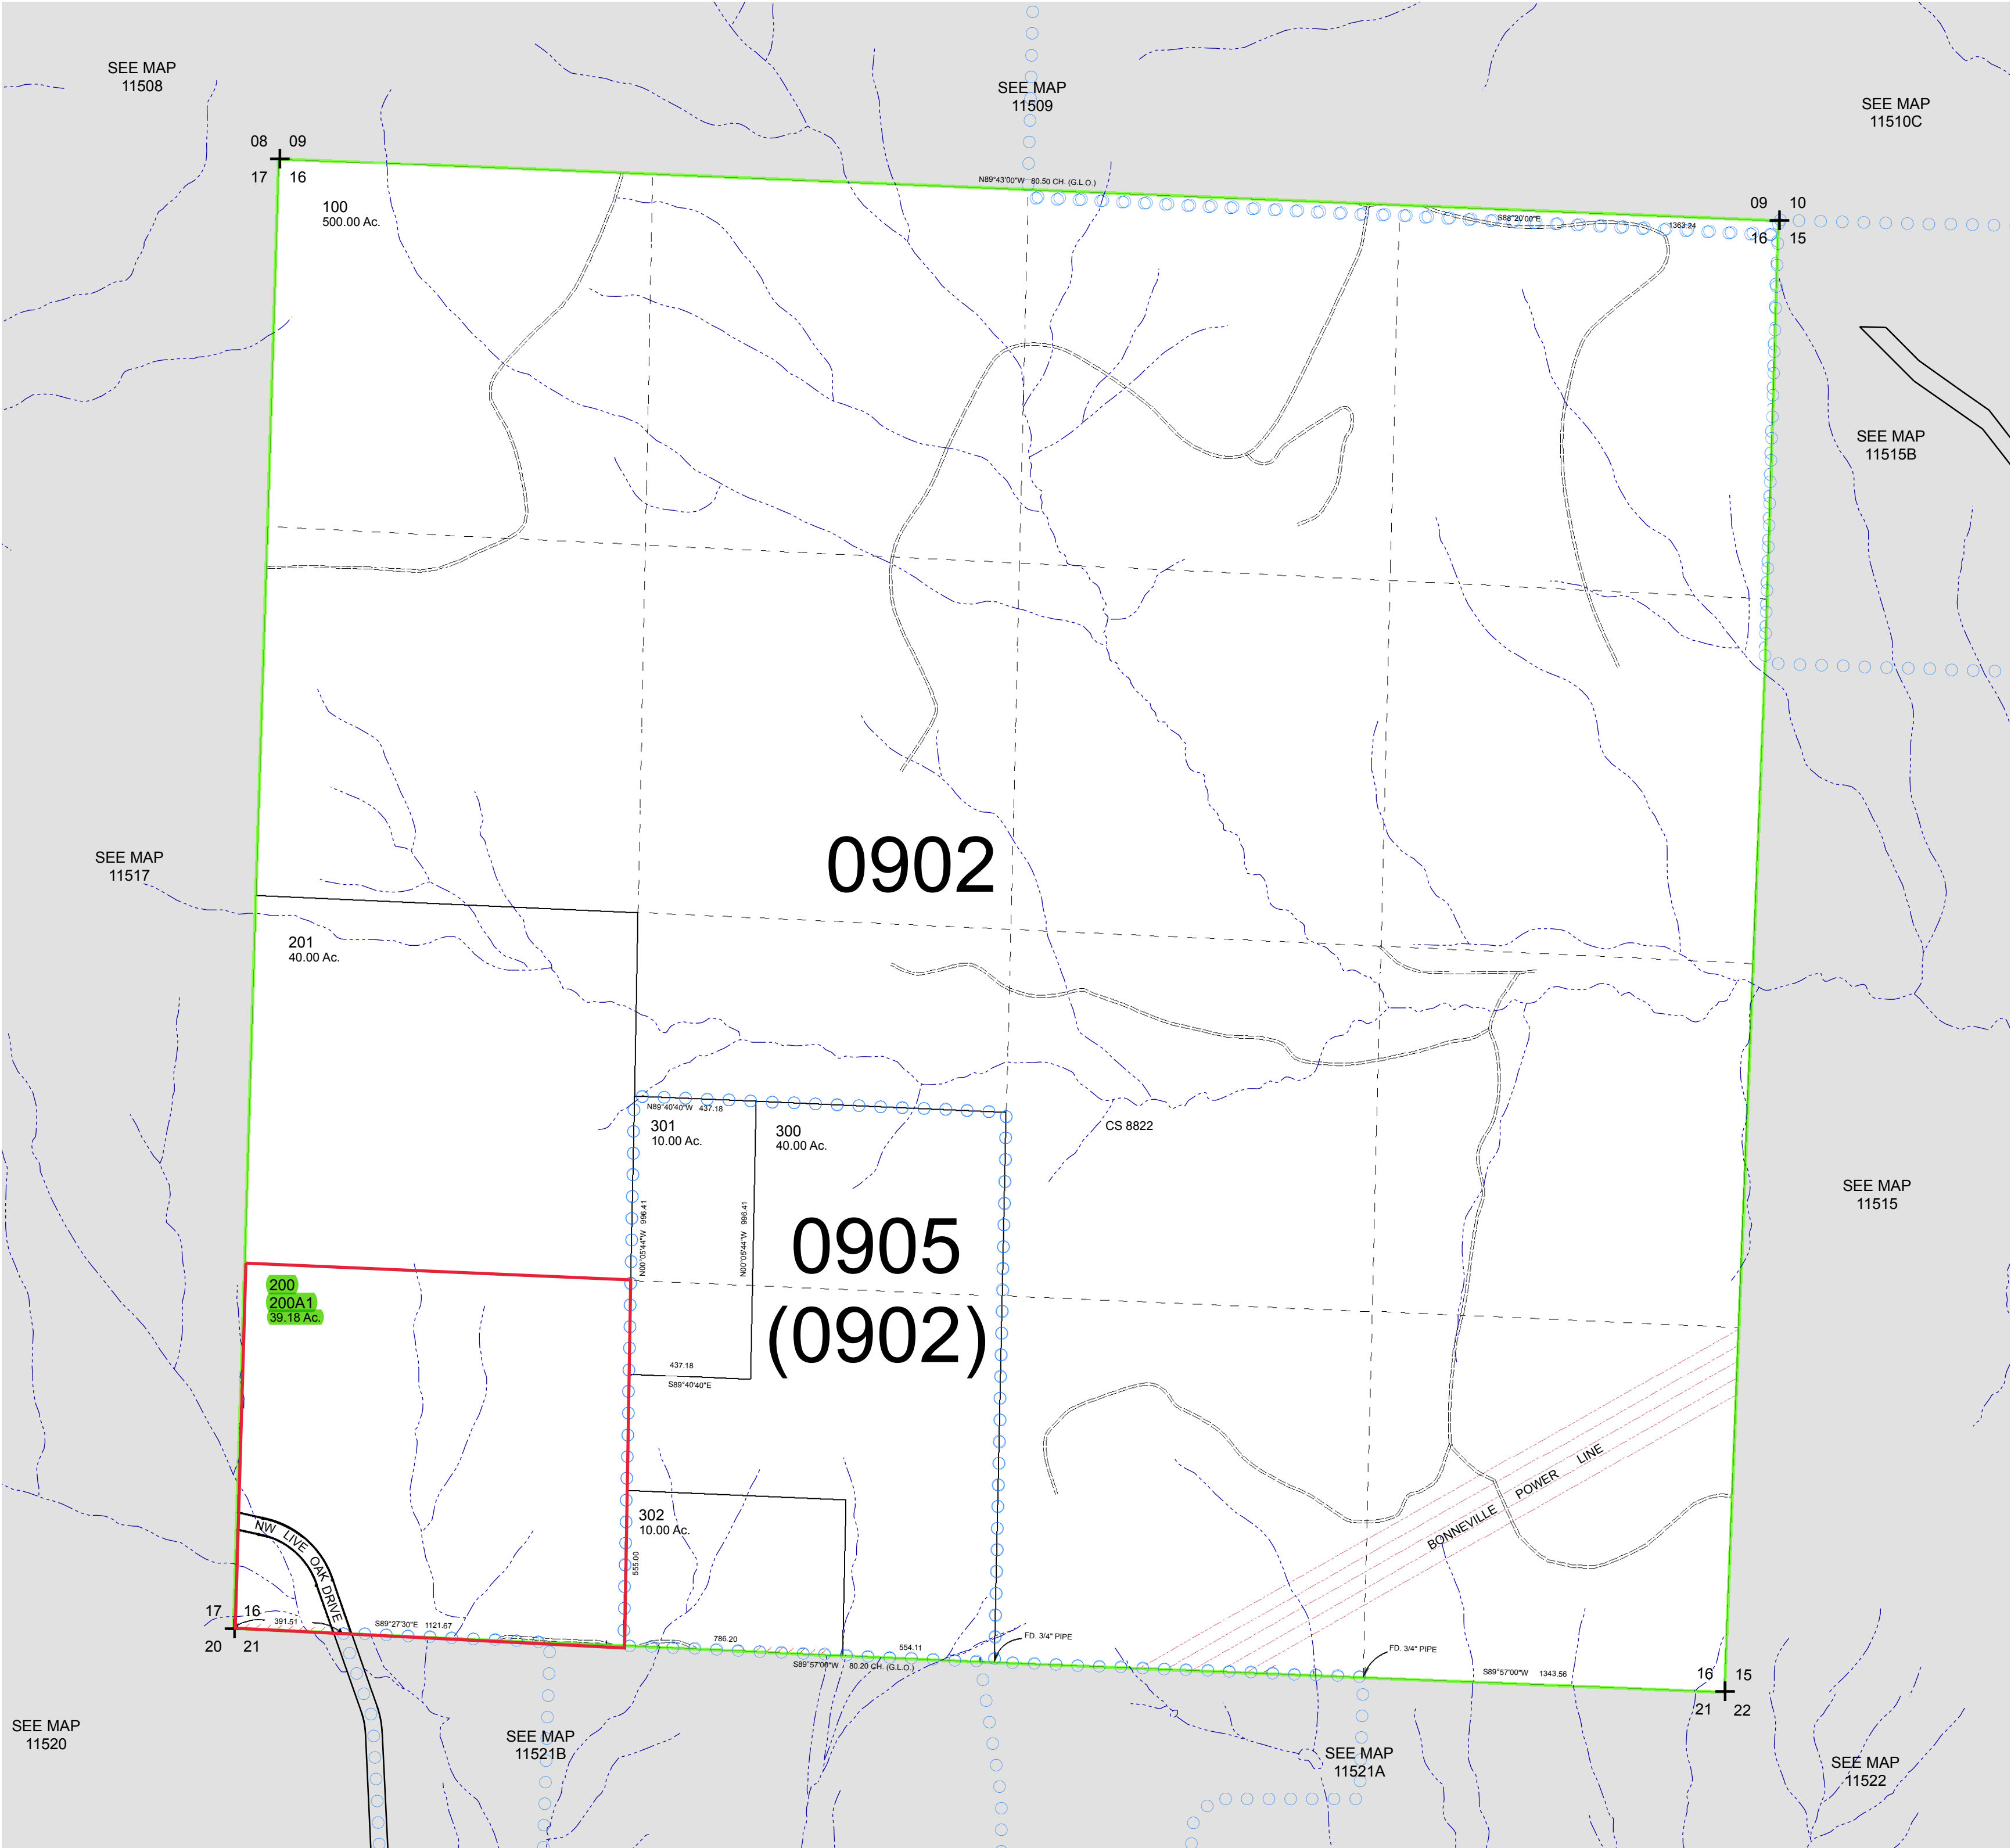 SEE MAP
11508
SEE MAP
11509
SEE MAP
11510C
08 09
17 16
N89°43'00"W 80.50 CH. (G.L.O.)
100
500.00 Ac.
09 10
16 15
S88°20'00"E
1363.24
SEE MAP
11515B
SEE MAP
11517
0902
201
40.00 Ac.
N89°40'40"W 437.18
301
10.00 Ac.
300
40.00 Ac.
CS 8822
SEE MAP
11515
N00°05'44"W 996.41
N00°05'44"W 996.41
0905
(0902)
200
200A1
39.18 Ac.
437.18
S89°40'40"E
BONNEVILLE POWER LINE
302
10.00 Ac.
555.00
NW LIVE OAK DRIVE
17 16
20 21
391.51
S89°27'30"E 1121.67
786.20
554.11
S89°57'00"W 80.20 CH. (G.L.O.)
FD. 3/4" PIPE
FD. 3/4" PIPE
S89°57'00"W 1343.56
16 15
21 22
SEE MAP
11520
SEE MAP
11521B
SEE MAP
11521A
SEE MAP
11522